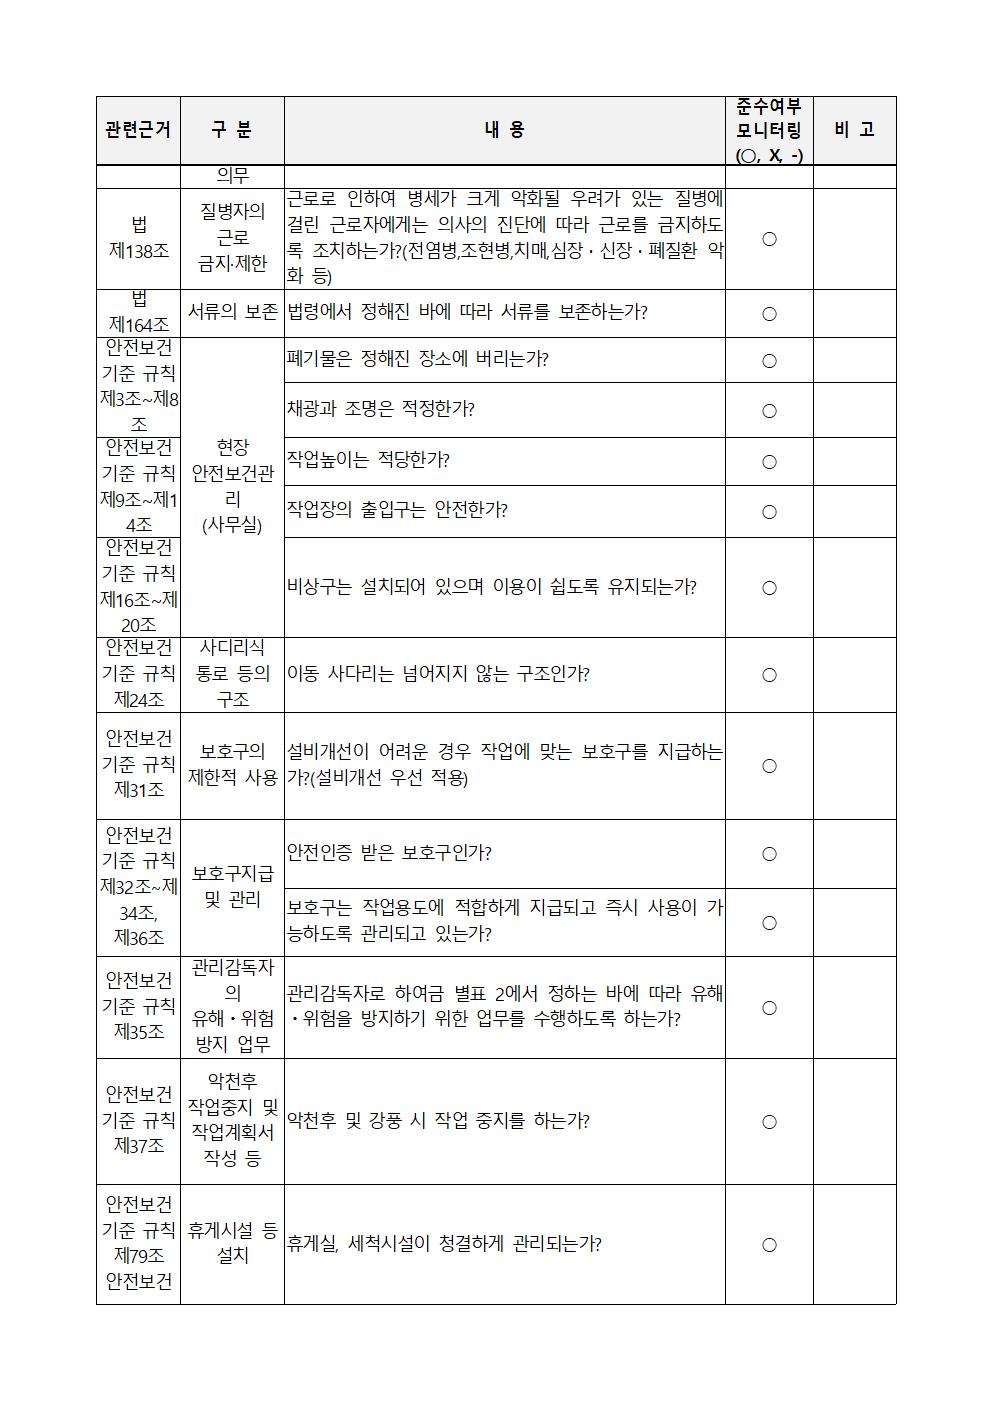 관련근거 구 분 내 용 준수여부 모니터링 (○, X, -) 비 고
의무
법 제138조 질병자의 근로 금지·제한 근로로 인하여 병세가 크게 악화될 우려가 있는 질병에
걸린 근로자에게는 의사의 진단에 따라 근로를 금지하도
록 조치하는가?(전염병,조현병,치매,심장・신장・폐질환 악
화 등) ○
법 제164조 서류의 보존 법령에서 정해진 바에 따라 서류를 보존하는가? ○
안전보건
기준 규칙
제3조~제8
조
현장
안전보건관
리
(사무실)
폐기물은 정해진 장소에 버리는가? ○
채광과 조명은 적정한가? ○
안전보건
기준 규칙
제9조~제1
4조
작업높이는 적당한가? ○
작업장의 출입구는 안전한가? ○
안전보건
기준 규칙
제16조~제
20조
비상구는 설치되어 있으며 이용이 쉽도록 유지되는가? ○
안전보건
기준 규칙
제24조
사디리식
통로 등의
구조
이동 사다리는 넘어지지 않는 구조인가? ○
안전보건
기준 규칙
제31조
보호구의
제한적 사용
설비개선이 어려운 경우 작업에 맞는 보호구를 지급하는
가?(설비개선 우선 적용) ○
안전보건
기준 규칙
제32조~제
34조,
제36조
보호구지급
및 관리
안전인증 받은 보호구인가? ○
보호구는 작업용도에 적합하게 지급되고 즉시 사용이 가
능하도록 관리되고 있는가? ○
안전보건
기준 규칙
제35조
관리감독자
의
유해・위험
방지 업무
관리감독자로 하여금 별표 2에서 정하는 바에 따라 유해
・위험을 방지하기 위한 업무를 수행하도록 하는가? ○
안전보건
기준 규칙
제37조
악천후
작업중지 및
작업계획서
작성 등
악천후 및 강풍 시 작업 중지를 하는가? ○
안전보건
기준 규칙
제79조
안전보건
휴게시설 등
설치
휴게실, 세척시설이 청결하게 관리되는가? ○